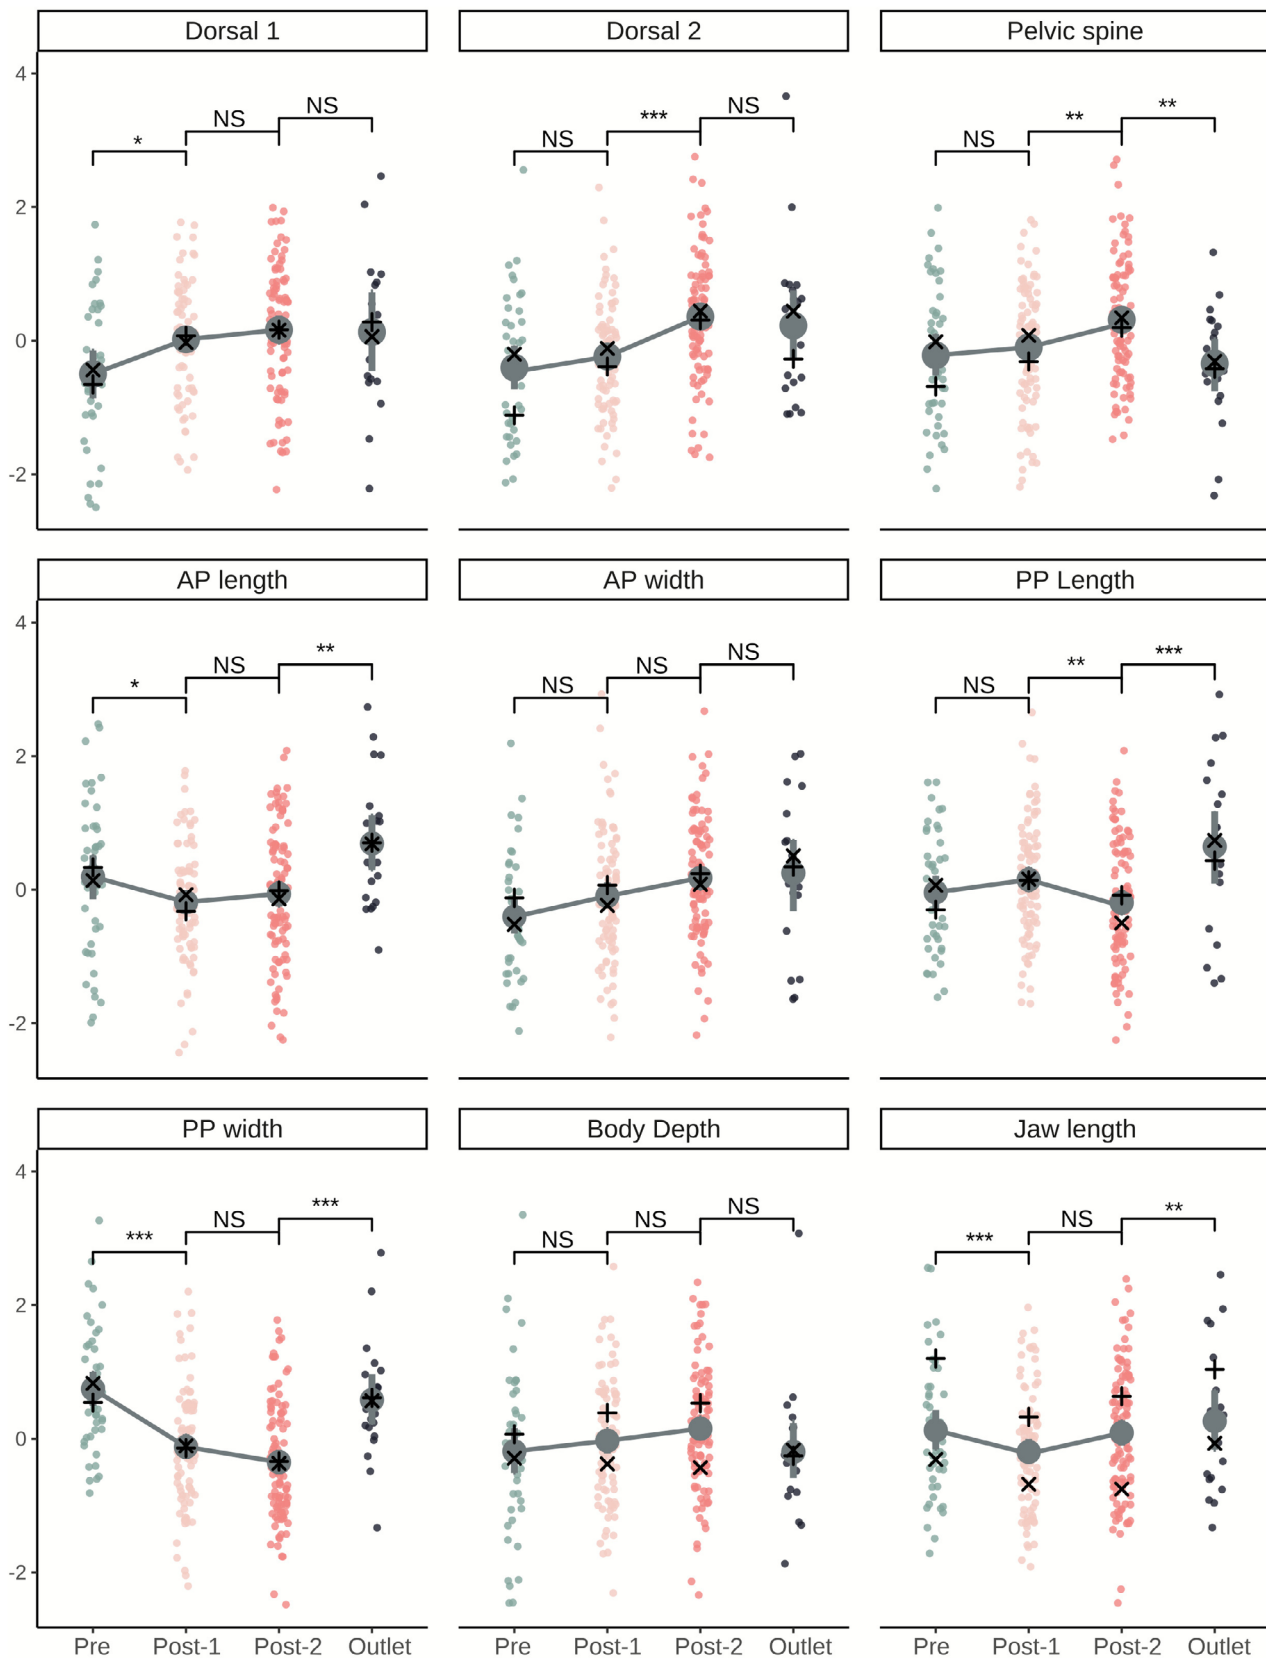 Dorsal 1 Dorsal 2 Pelvic spine
4
2
0
-2
* NS NS
NS *** NS
NS ** **
AP length AP width PP Length
4
2
0
-2
* NS **
NS NS NS
NS ** ***
PP width Body Depth Jaw length
4
2
0
-2
*** NS ***
NS NS NS
*** NS **
Pre Post-1 Post-2 Outlet Pre Post-1 Post-2 Outlet Pre Post-1 Post-2 Outlet